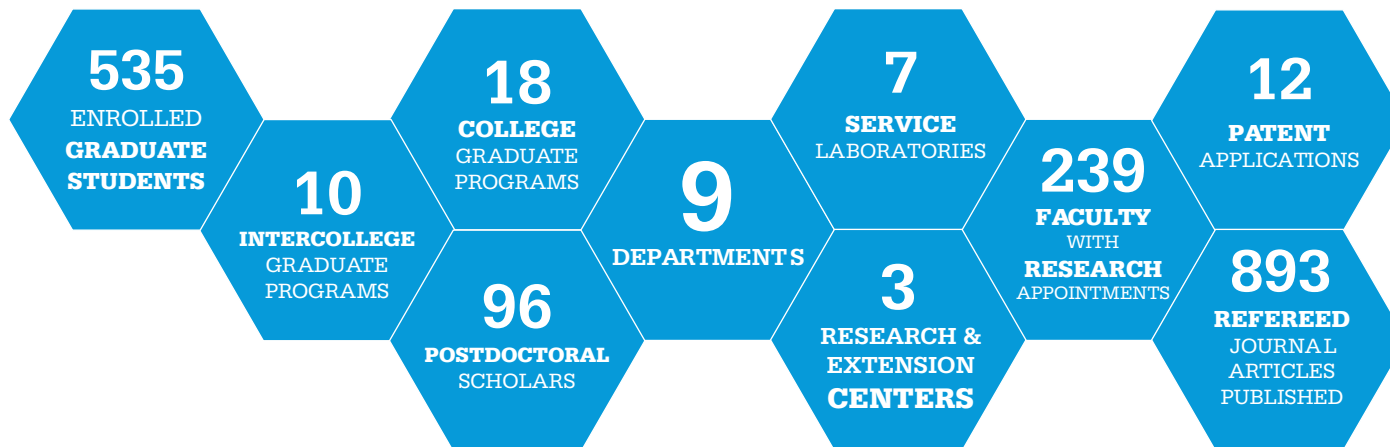 535
ENROLLED
GRADUATE
STUDENTS
10
INTERCOLLEGE
GRADUATE
PROGRAMS
18
COLLEGE
GRADUATE
PROGRAMS
96
POSTDOCTORAL
SCHOLARS
9
DEPARTMENTS
7
SERVICE
LABORATORIES
3
RESEARCH &
EXTENSION
CENTERS
239
FACULTY
WITH
RESEARCH
APPOINTMENTS
12
PATENT
APPLICATIONS
893
REFEREED
JOURNAL
ARTICLES
PUBLISHED